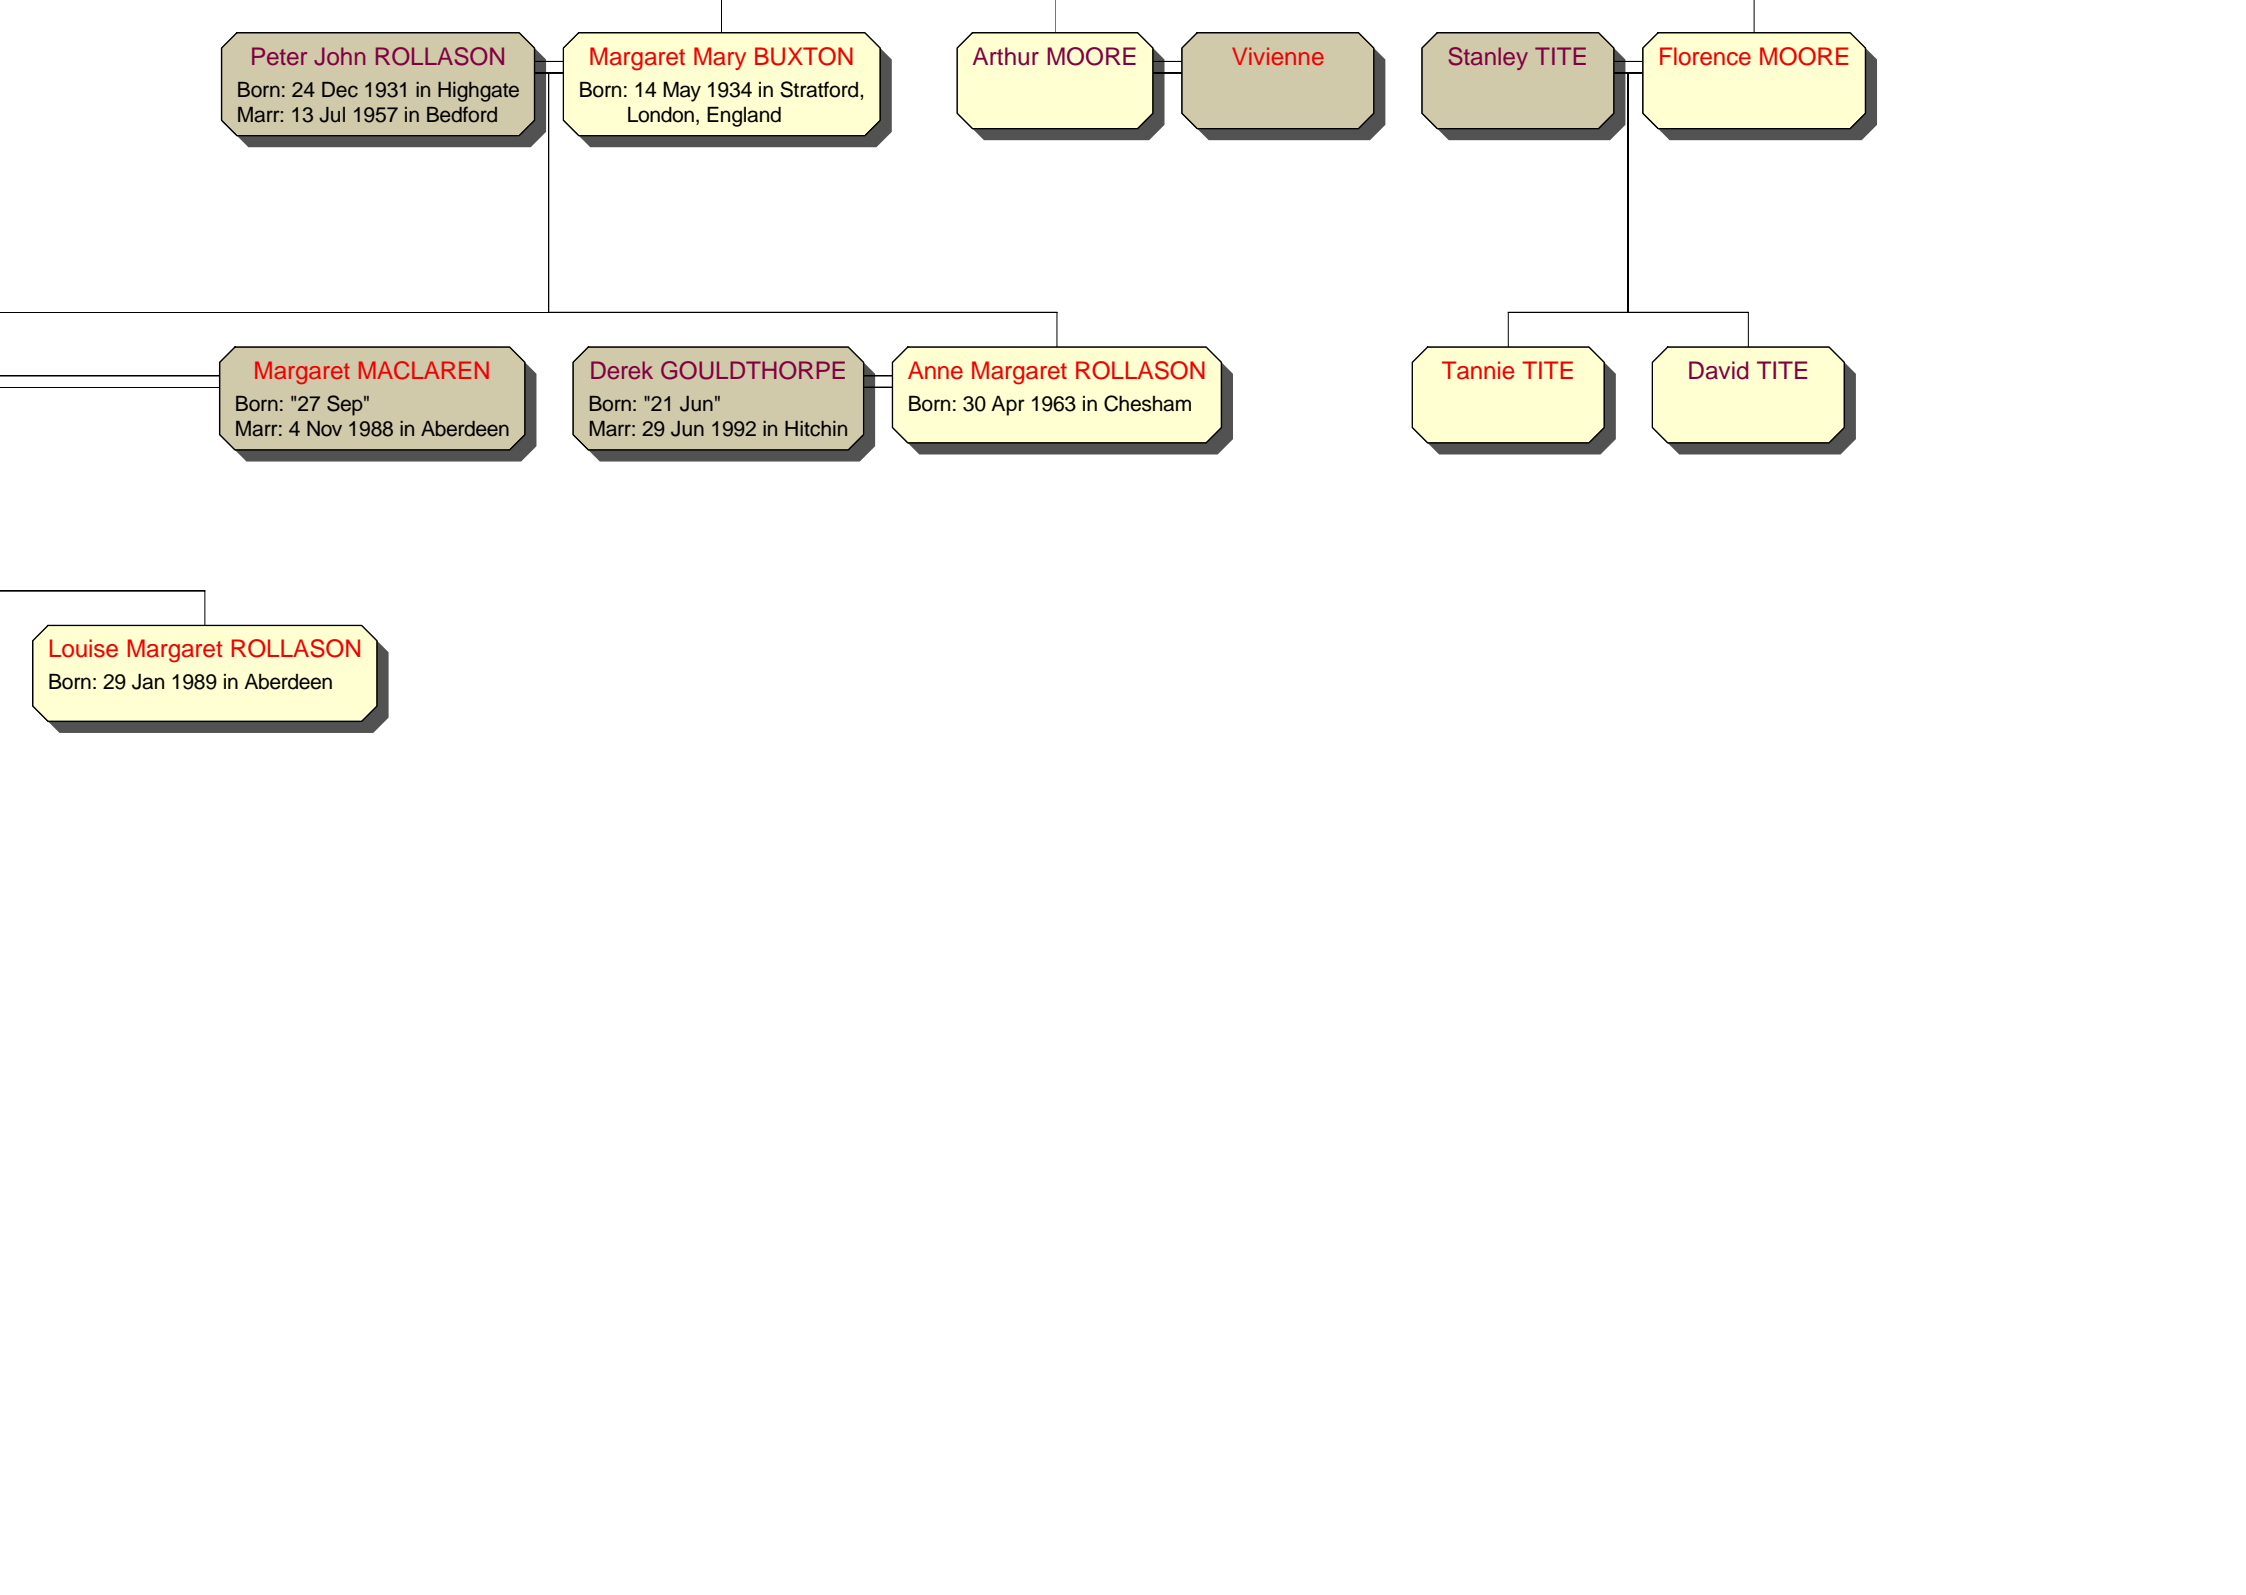 Peter John ROLLASON
Born: 24 Dec 1931 in Highgate
Marr: 13 Jul 1957 in Bedford
Margaret Mary BUXTON
Born: 14 May 1934 in Stratford,
London, England
Arthur MOORE
Vivienne
Stanley TITE
Florence MOORE
Margaret MACLAREN
Born: "27 Sep"
Marr: 4 Nov 1988 in Aberdeen
Derek GOULDTHORPE
Born: "21 Jun"
Marr: 29 Jun 1992 in Hitchin
Anne Margaret ROLLASON
Born: 30 Apr 1963 in Chesham
Tannie TITE
David TITE
Louise Margaret ROLLASON
Born: 29 Jan 1989 in Aberdeen